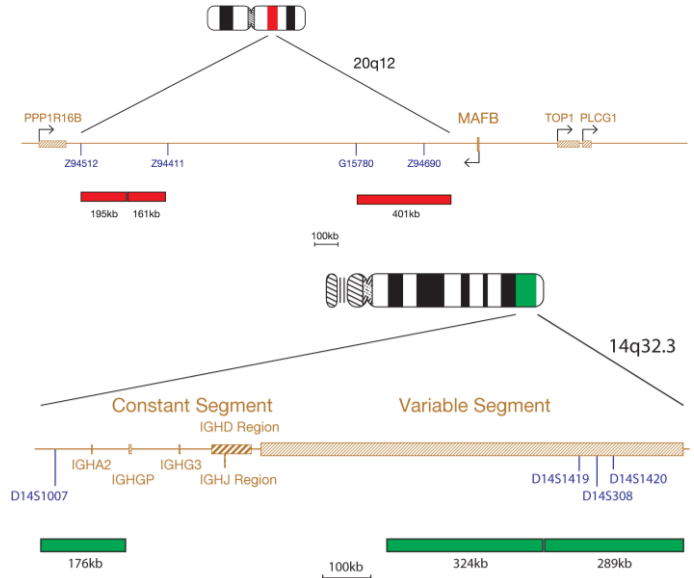 20q12
PPP1R16B
MAFB
TOP1 PLCG1
Z94512
Z94411
G15780
Z94690
195kb
161kb
401kb
100kb
14q32.3
Constant Segment
Variable Segment
IGHD Region
IGHA2
IGHGP
IGHG3
IGHJ Region
D14S1007
D14S1419
D14S308
D14S1420
176kb
100kb
324kb
289kb